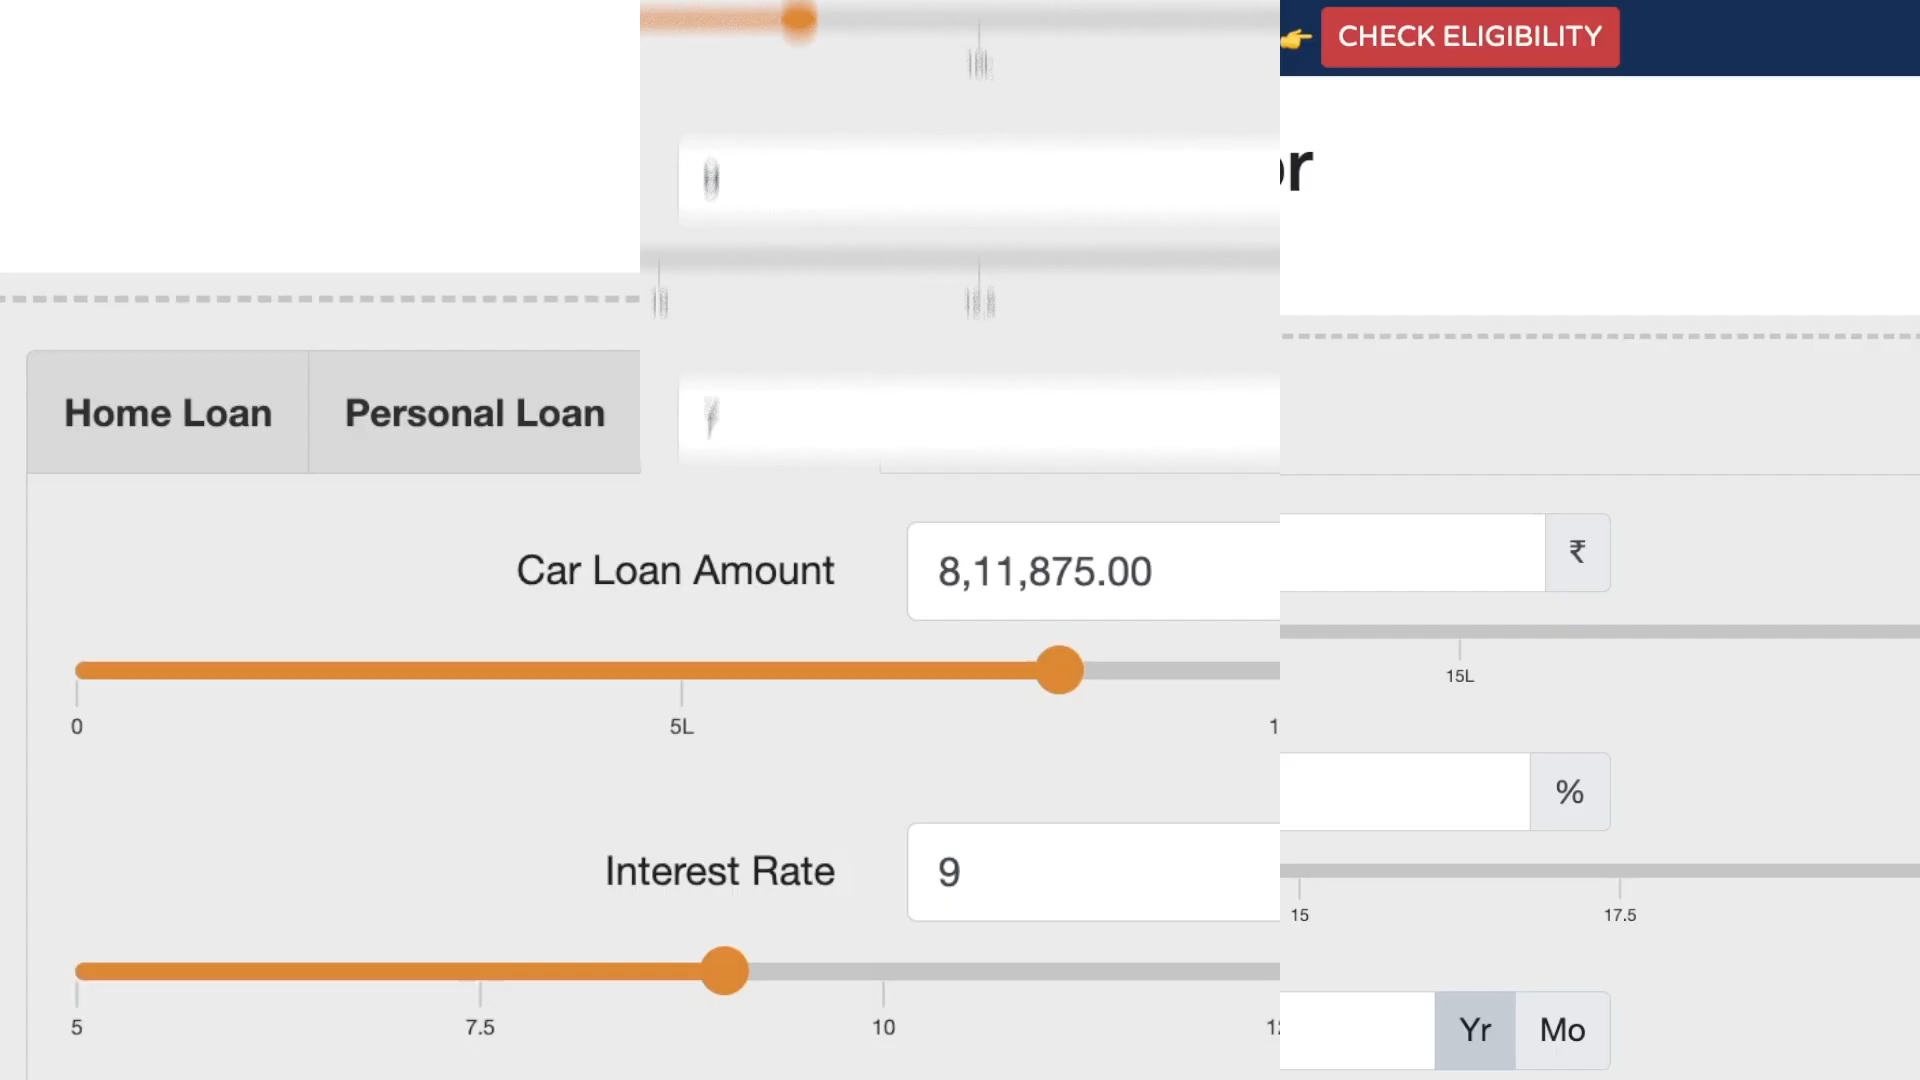 👉 CHECK ELIGIBILITY
or
Home Loan Personal Loan
Car Loan Amount 8,11,875.00 ₹
0 5L 15L
Interest Rate 9 %
5 7.5 10 15 17.5
Yr Mo